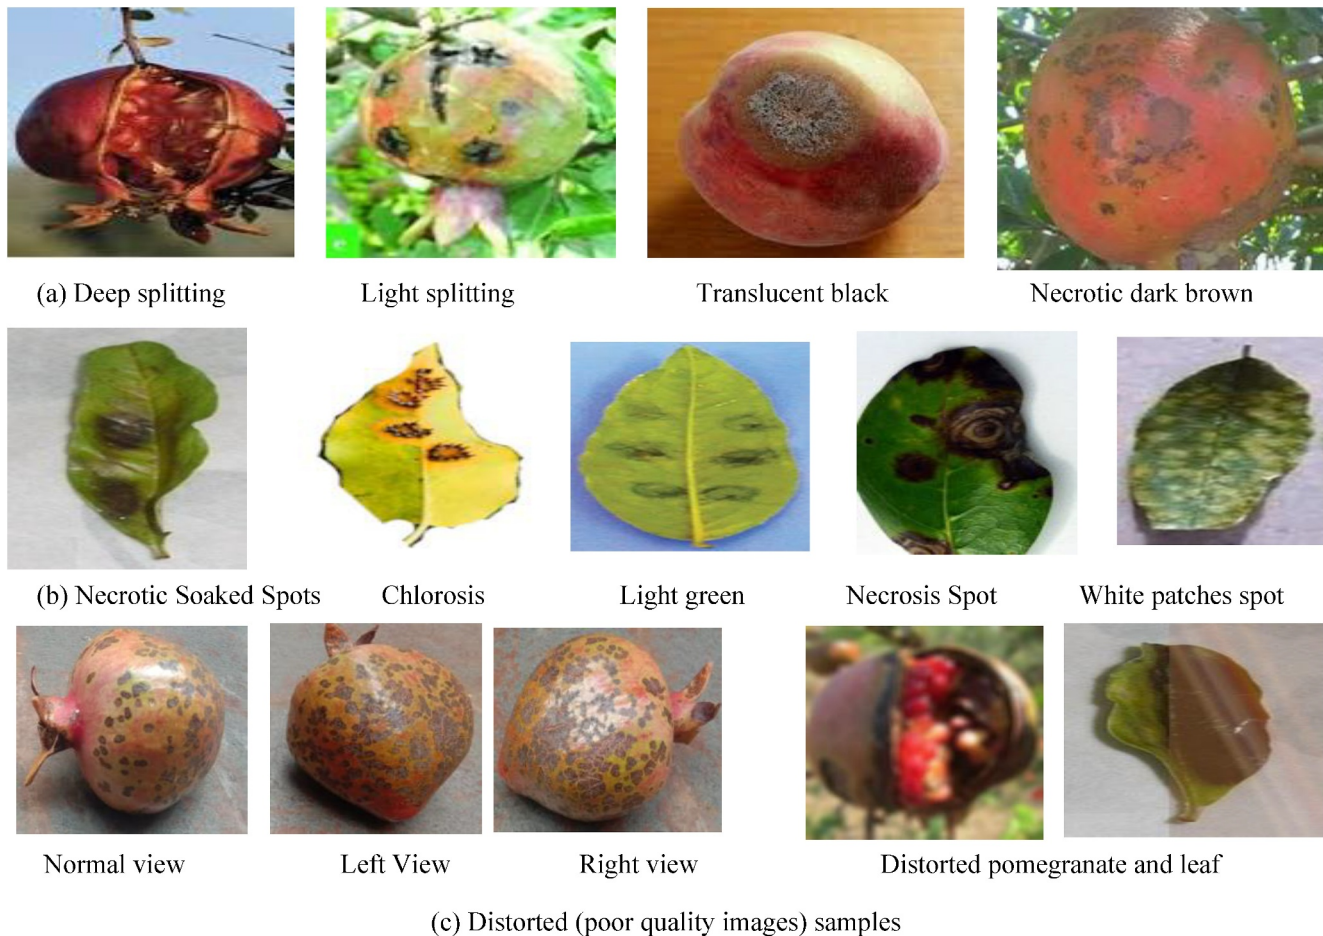 e
(a) Deep splitting
Light splitting
Translucent black
Necrotic dark brown
(b) Necrotic Soaked Spots
Chlorosis
Light green
Necrosis Spot
White patches spot
Normal view
Left View
Right view
Distorted pomegranate and leaf
(c) Distorted (poor quality images) samples